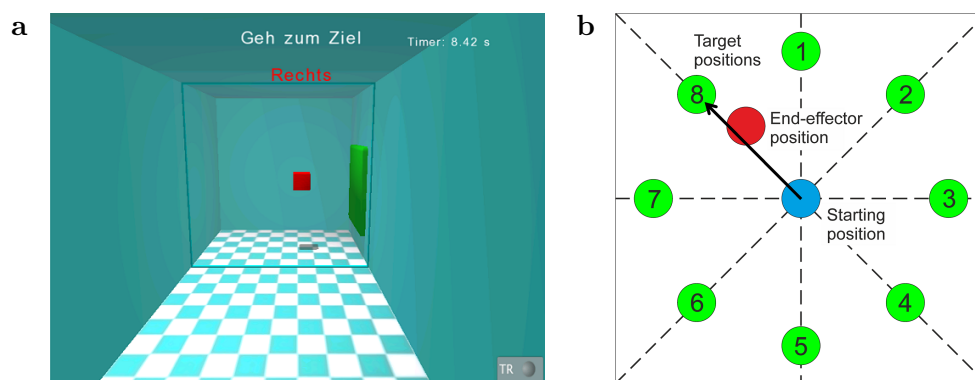 a
Geh zum Ziel
Timer: 8.42 s
Rechts
TR
b
Target
positions
1
8
2
End-effector
position
7
3
Starting
position
6
4
5